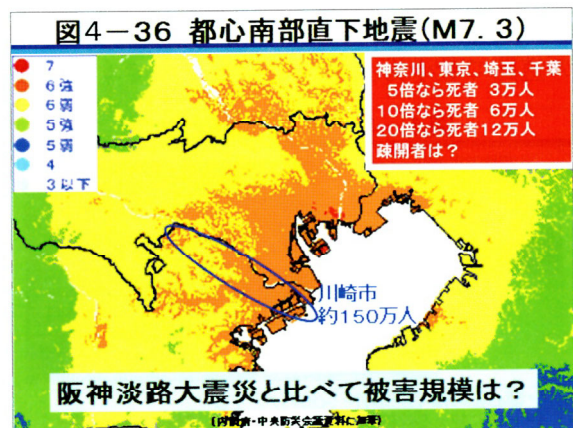 図4－36 都心南部直下地震(M7.3)
7
6強
6弱
5強
5弱
4
3以下
神奈川、東京、埼玉、千葉
5倍なら死者 3万人
10倍なら死者 6万人
20倍なら死者12万人
疎開者は？
川崎市
約150万人
阪神淡路大震災と比べて被害規模は？